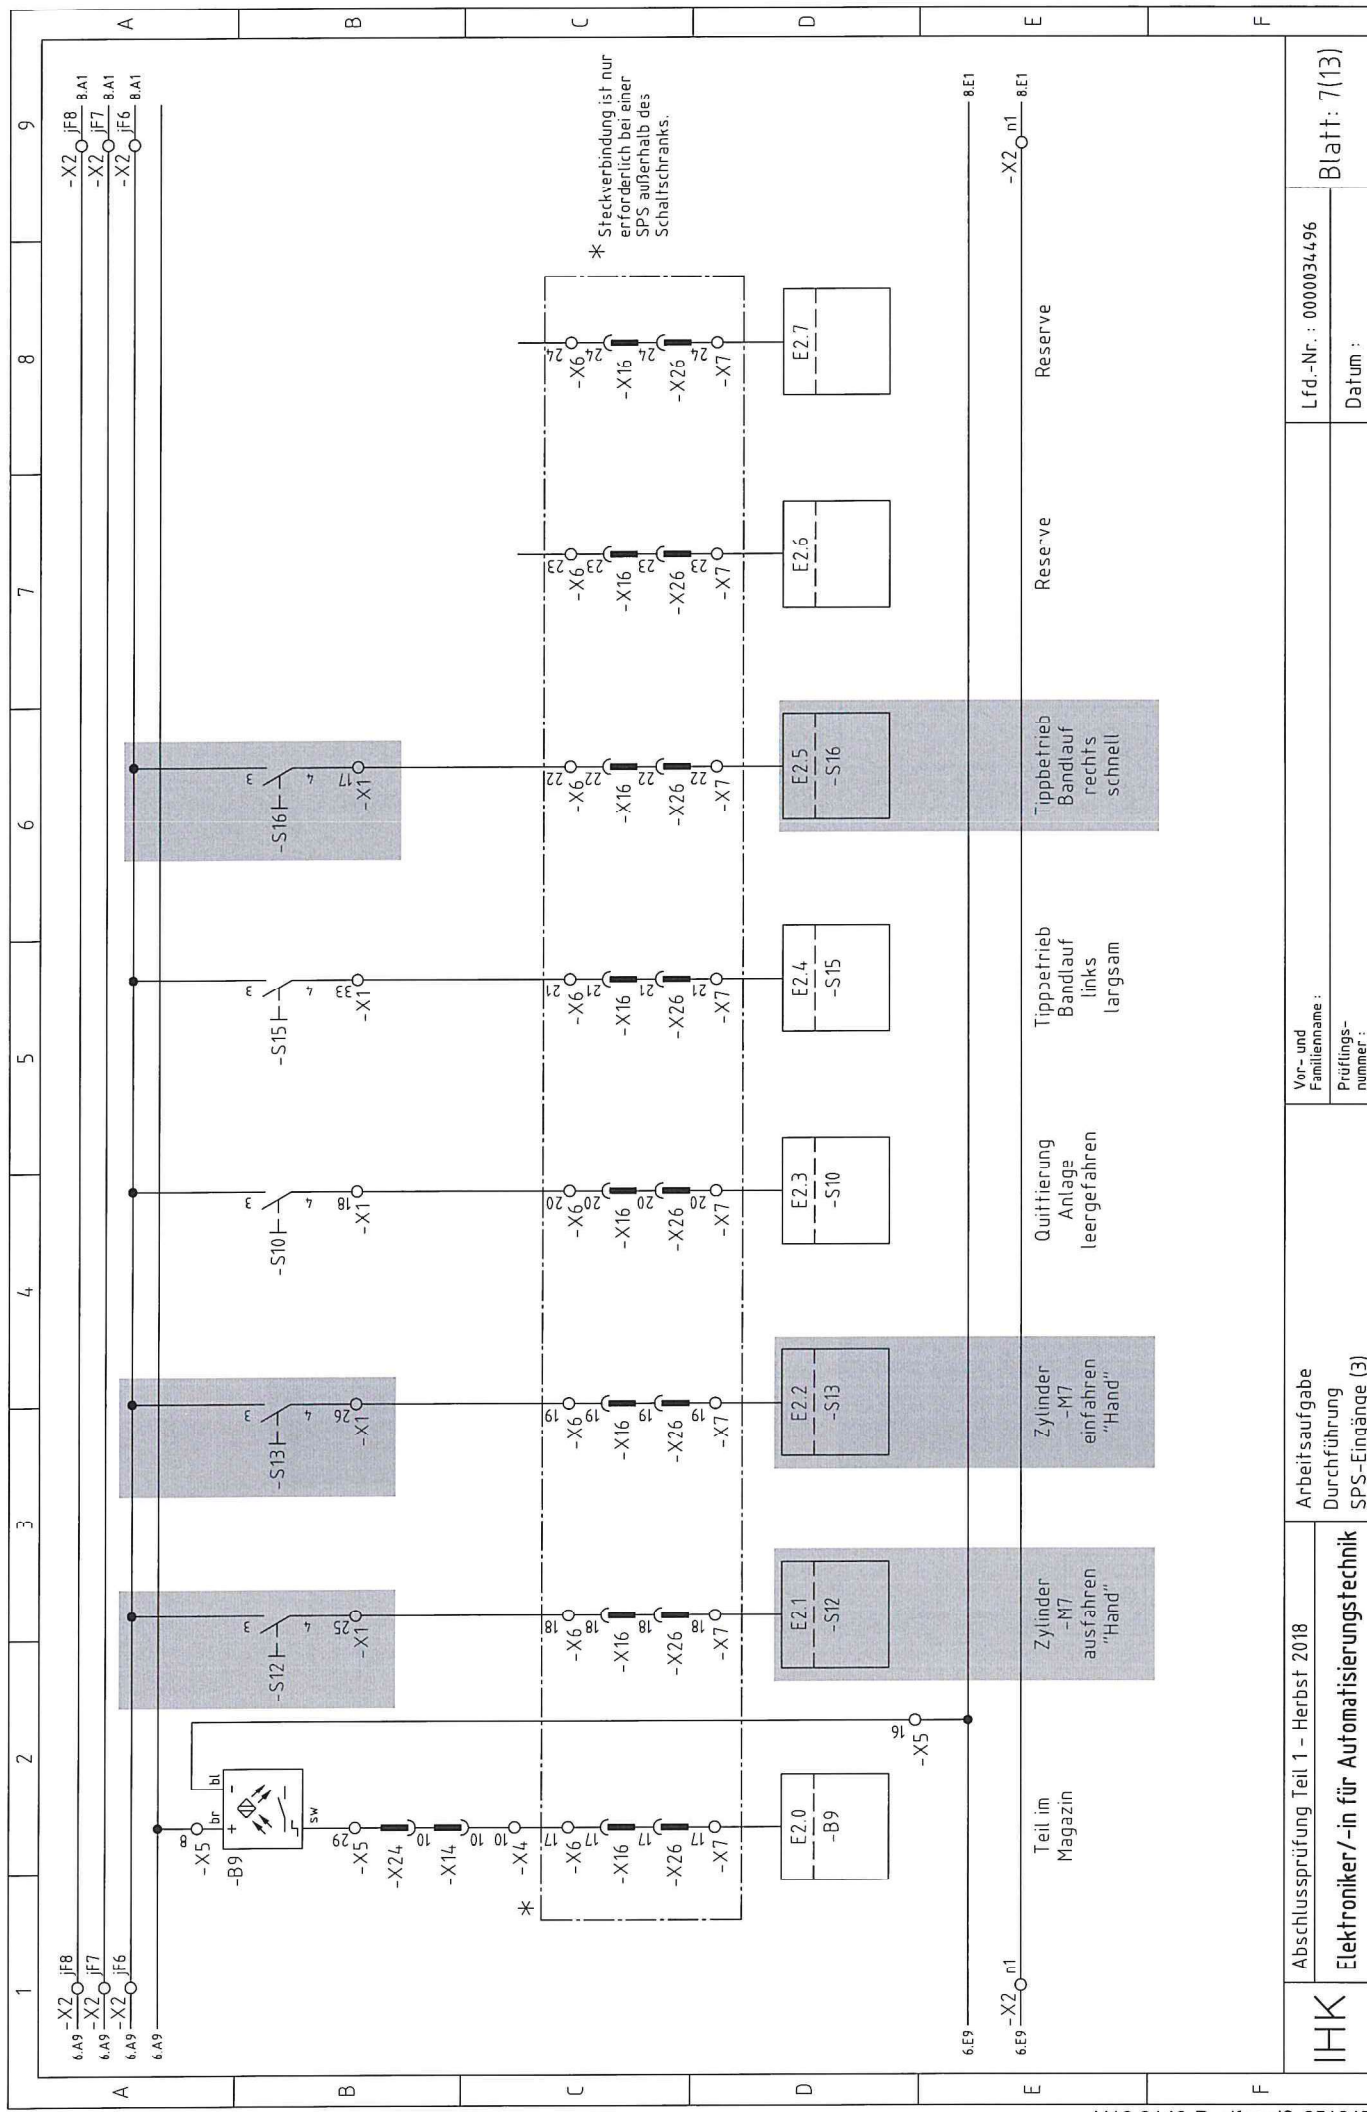 1 2 3 4 5 6 7 8 9
A B C D E F
6.A9 -X2 jF8
6.A9 -X2 jF7
6.A9 -X2 jF6
6.A9
-X2 jF8 8.A1
-X2 jF7 8.A1
-X2 jF6 8.A1
-X5 8
-B9
+ br
- bl
sw
-X5 29
-X24
10
-X14
10
-X4 10
-X6 17
17
-X16
17
-X26
-X7 17
E2.0
-B9
Teil im
Magazin
*
-X5 16
-S12 3 4
-X1 25
-X6 18
18
-X16
18
-X26
-X7 18
E2.1
-S12
Zylinder
-M7
ausfahren
"Hand"
-S13 3 4
-X1 26
-X6 19
19
-X16
19
-X26
-X7 19
E2.2
-S13
Zylinder
-M7
einfahren
"Hand"
-S10 3 4
-X1 18
-X6 20
20
-X16
20
-X26
-X7 20
E2.3
-S10
Quittierung
Anlage
leergefahren
-S15 3 4
-X1 33
-X6 21
21
-X16
21
-X26
-X7 21
E2.4
-S15
Tippbetrieb
Bandlauf
links
langsam
-S16 3 4
-X1 17
-X6 22
22
-X16
22
-X26
-X7 22
E2.5
-S16
Tippbetrieb
Bandlauf
rechts
schnell
-X6 23
23
-X16
23
-X26
-X7 23
E2.6
Reserve
-X6 24
24
-X16
24
-X26
-X7 24
E2.7
Reserve
* Steckverbindung ist nur
erforderlich bei einer
SPS außerhalb des
Schaltschranks.
6.E9 8.E1
6.E9 -X2 n1 -X2 n1 8.E1
A B C D E F
IHK
Abschlussprüfung Teil 1 - Herbst 2018
Elektroniker/-in für Automatisierungstechnik
Arbeitsaufgabe
Durchführung
SPS-Eingänge (3)
Vor- und
Familienname :
Prüflings-
nummer :
Lfd.-Nr. : 0000034496
Datum :
Blatt: 7(13)